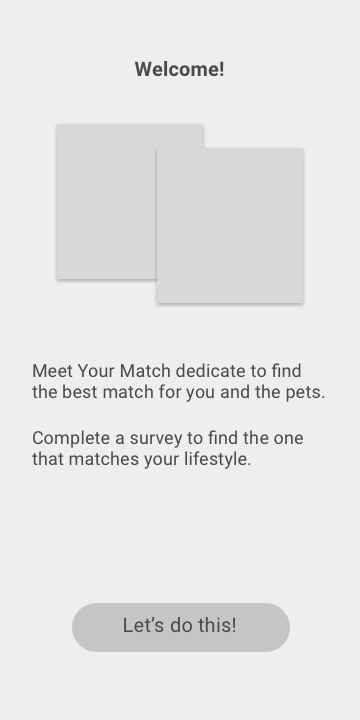 Welcome!
Meet Your Match dedicate to find
the best match for you and the pets.
Complete a survey to find the one
that matches your lifestyle.
Let’s do this!